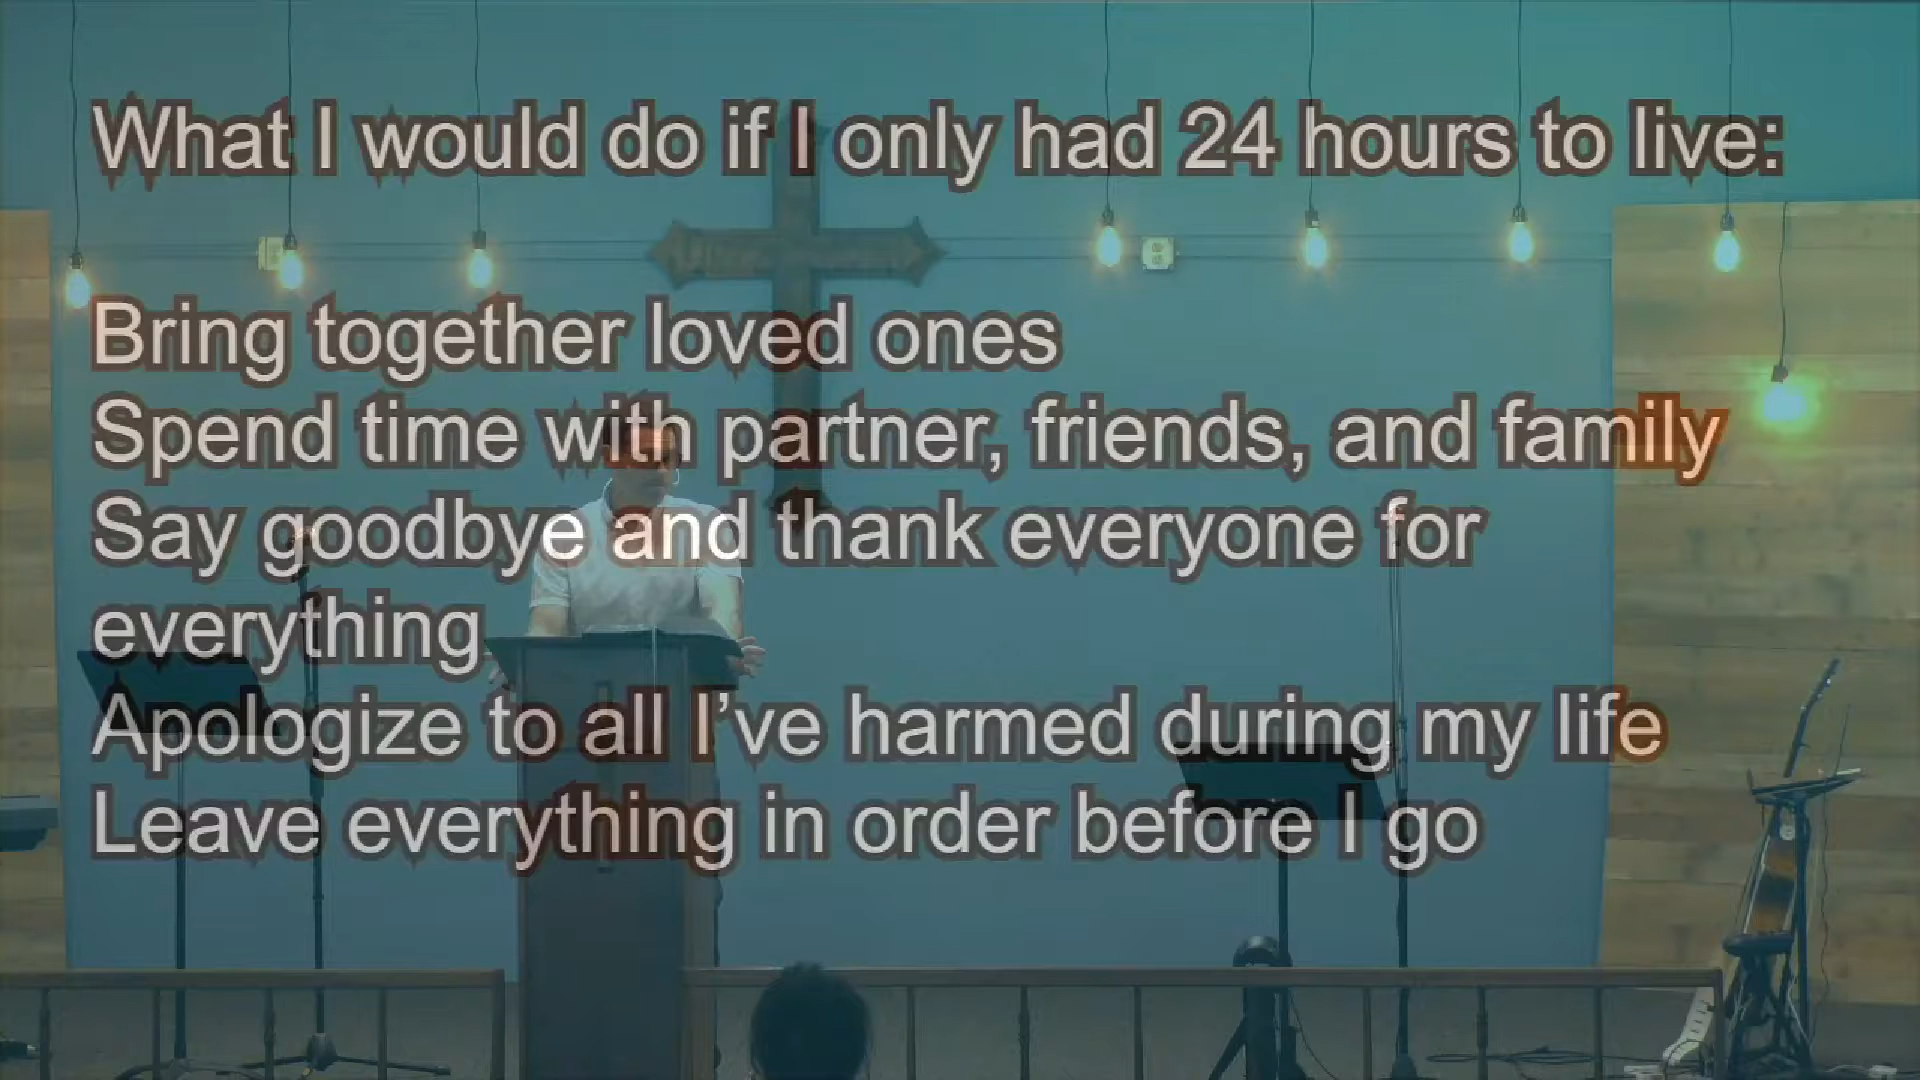 What I would do if I only had 24 hours to live:
Bring together loved ones
Spend time with partner, friends, and family
Say goodbye and thank everyone for
everything
Apologize to all I’ve harmed during my life
Leave everything in order before I go